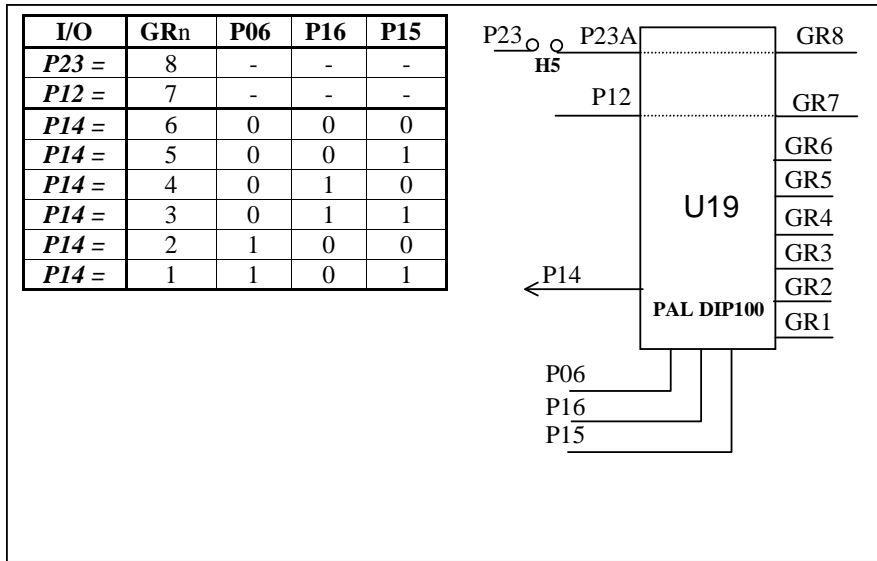 I/O GRn P06 P16 P15
P23 = 8 - - -
P12 = 7 - - -
P14 = 6 0 0 0
P14 = 5 0 0 1
P14 = 4 0 1 0
P14 = 3 0 1 1
P14 = 2 1 0 0
P14 = 1 1 0 1
P23 P23A GR8
H5
P12 GR7
GR6
GR5
U19
GR4
GR3
P14 GR2
PAL DIP100
GR1
P06
P16
P15